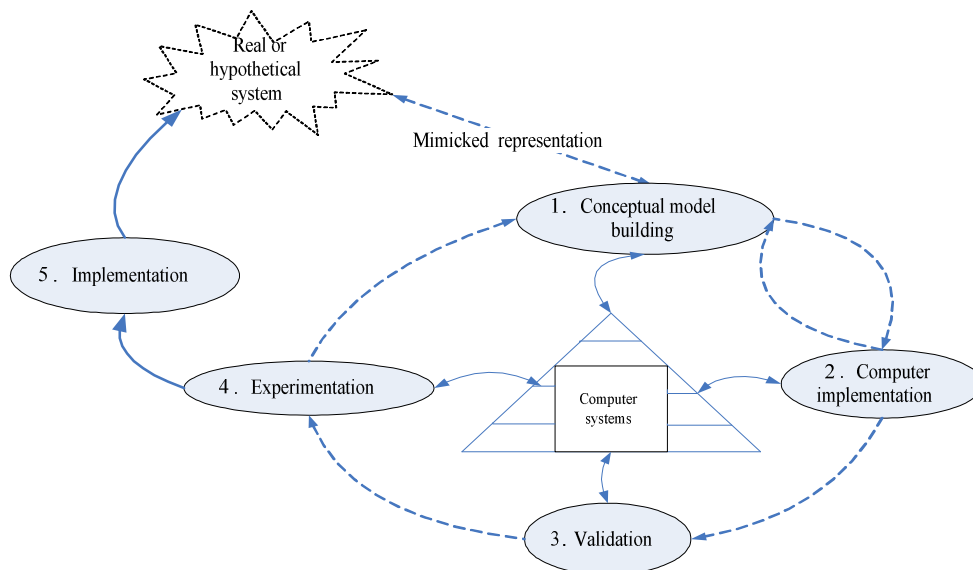 Real or
hypothetical
system
Mimicked representation
1. Conceptual model
building
5. Implementation
4. Experimentation
Computer
systems
2. Computer
implementation
3. Validation